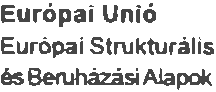 Európai Unió
Európai Strukturális
és Beruházási Alapok